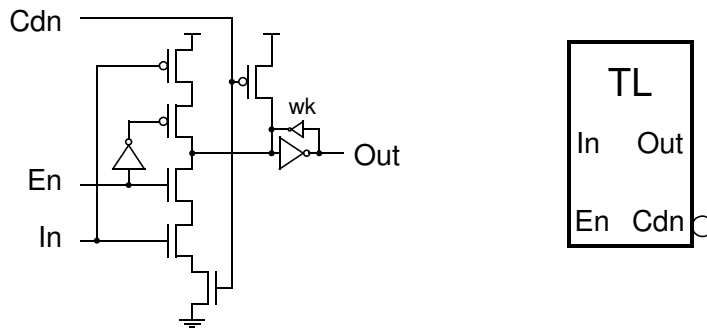 Cdn
wk
Out
En
In
TL
In Out
En Cdn